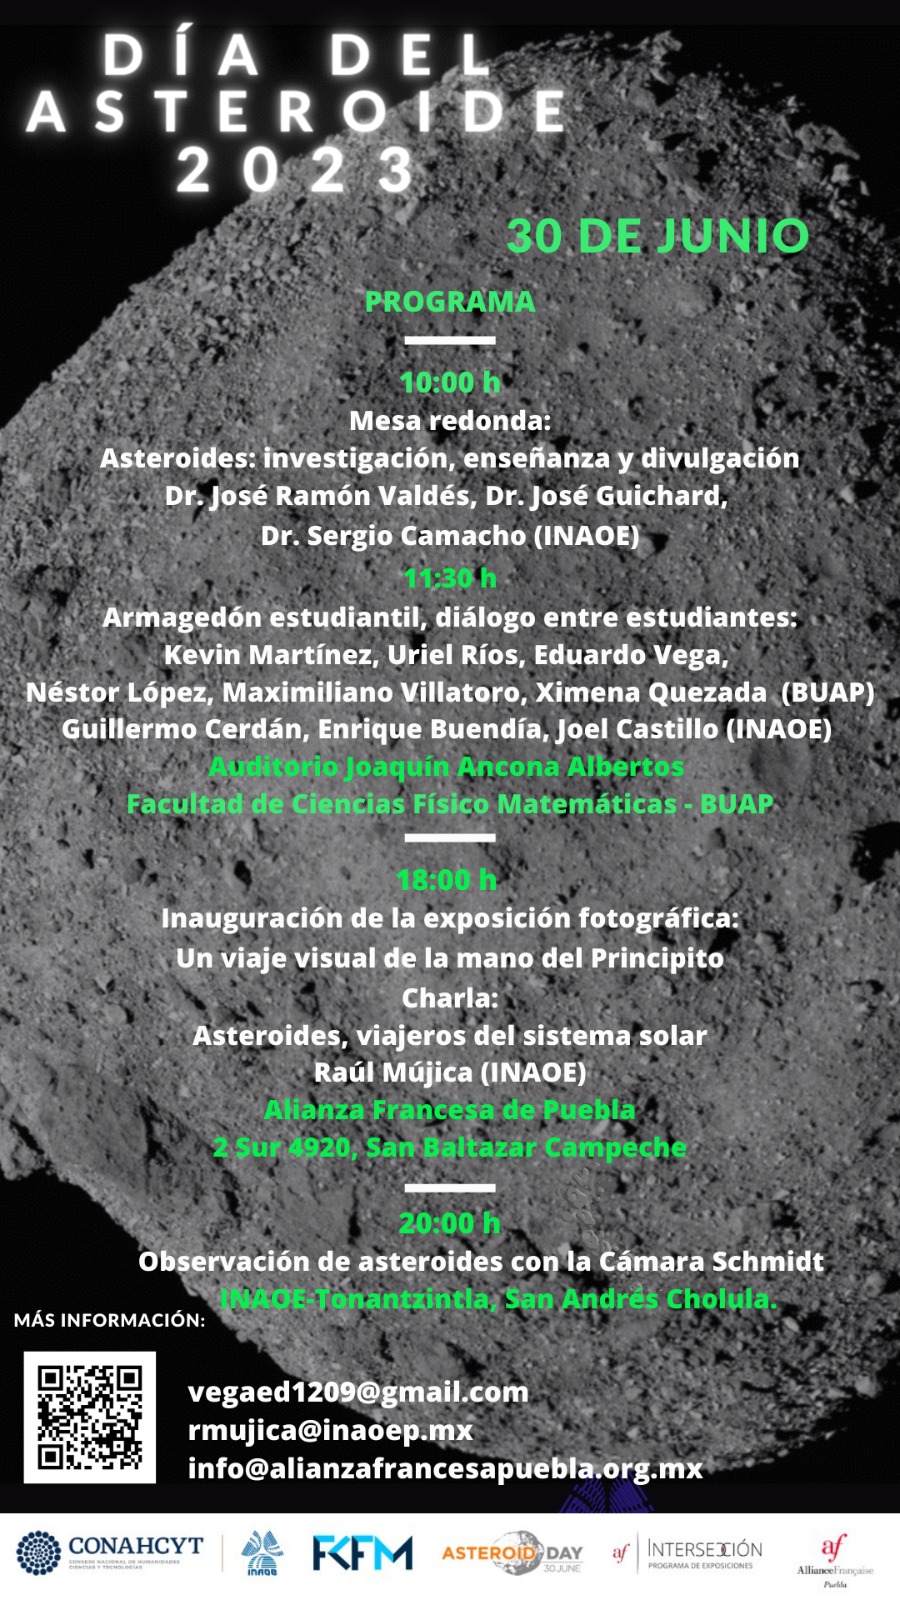 DÍA DEL
ASTEROIDE
2023
30 DE JUNIO
PROGRAMA
10:00 h
Mesa redonda:
Asteroides: investigación, enseñanza y divulgación
Dr. José Ramón Valdés, Dr. José Guichard,
Dr. Sergio Camacho (INAOE)
11:30 h
Armagedón estudiantil, diálogo entre estudiantes:
Kevin Martínez, Uriel Ríos, Eduardo Vega,
Néstor López, Maximiliano Villatoro, Ximena Quezada (BUAP)
Guillermo Cerdán, Enrique Buendía, Joel Castillo (INAOE)
Auditorio Joaquín Ancona Albertos
Facultad de Ciencias Físico Matemáticas - BUAP
18:00 h
Inauguración de la exposición fotográfica:
Un viaje visual de la mano del Principito
Charla:
Asteroides, viajeros del sistema solar
Raúl Mújica (INAOE)
Alianza Francesa de Puebla
2 Sur 4920, San Baltazar Campeche
20:00 h
Observación de asteroides con la Cámara Schmidt
INAOE-Tonantzintla, San Andrés Cholula.
MÁS INFORMACIÓN:
vegaed1209@gmail.com
rmujica@inaoep.mx
info@alianzafrancesapuebla.org.mx
CONAHCYT
CONSEJO NACIONAL DE HUMANIDADES
CIENCIAS Y TECNOLOGÍAS
INAOE
FCFM
ASTEROID DAY
30 JUNE
af
INTERSECCIÓN
PROGRAMA DE EXPOSICIONES
af
AllianceFrançaise
Puebla